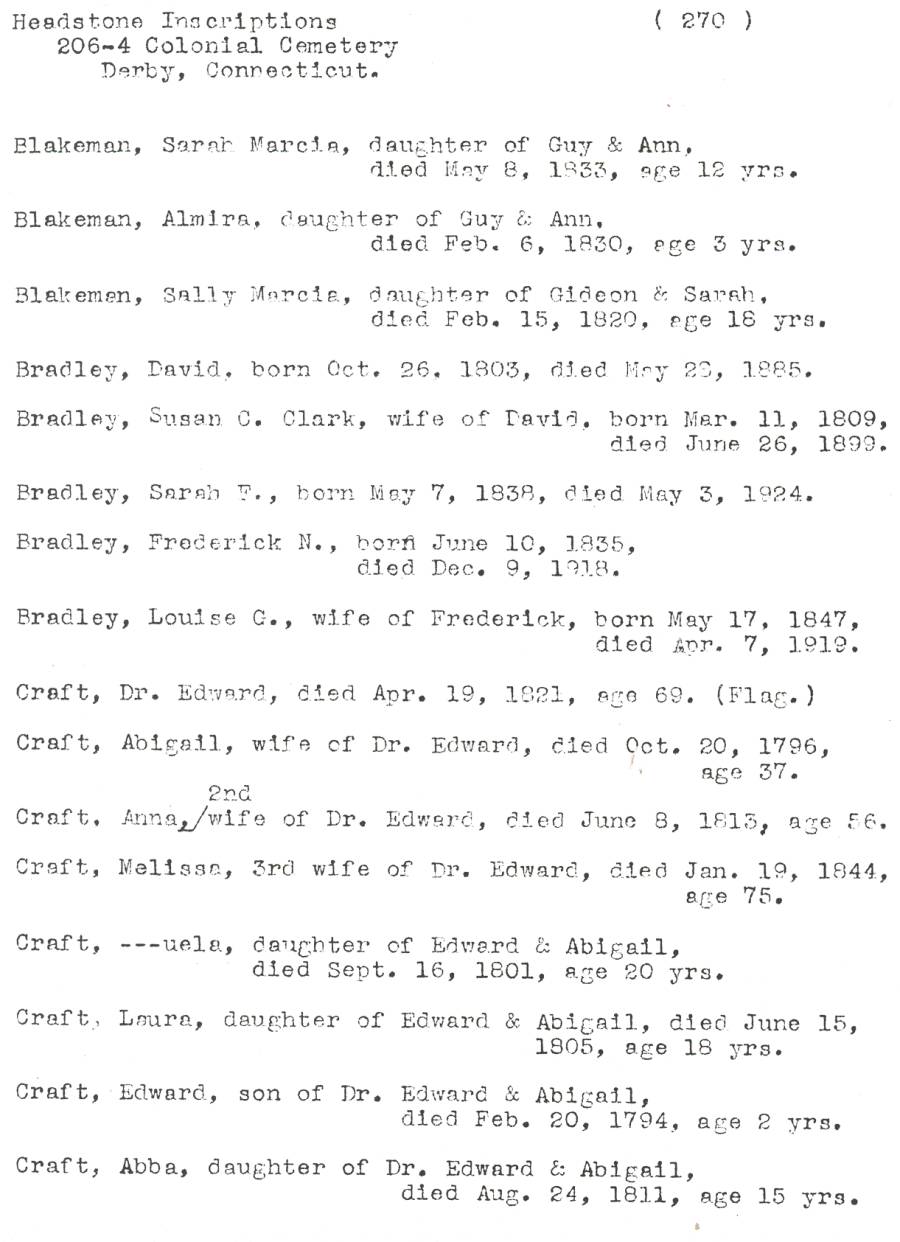 Headstone Inscriptions ( 270 )
206-4 Colonial Cemetery
Derby, Connecticut.
Blakeman, Sarah Marcia, daughter of Guy & Ann,
died May 8, 1833, age 12 yrs.
Blakeman, Almira, daughter of Guy & Ann,
died Feb. 6, 1830, age 3 yrs.
Blakeman, Sally Marcia, daughter of Gideon & Sarah,
died Feb. 15, 1820, age 18 yrs.
Bradley, David, born Oct. 26, 1803, died May 1885.
Bradley, Susan C. Clark, wife of David, born Mar. 11, 1809,
died June 26, 1899.
Bradley, Sarah F., born May 7, 1838, died May 3, 1924.
Bradley, Frederick N., born June 10, 1835,
died Dec. 9, 1918.
Bradley, Louise G., wife of Frederick, born May 17, 1847,
died Apr. 7, 1919.
Craft, Dr. Edward, died Apr. 19, 1821, age 69. (Flag.)
Craft, Abigail, wife of Dr. Edward, died Oct. 20, 1796,
age 37.
2nd
Craft, Anna,/wife of Dr. Edward, died June 8, 1813, age 56.
Craft, Melissa, 3rd wife of Dr. Edward, died Jan. 19, 1844,
age 75.
Craft, ---uela, daughter of Edward & Abigail,
died Sept. 16, 1801, age 20 yrs.
Craft, Laura, daughter of Edward & Abigail, died June 15,
1805, age 18 yrs.
Craft, Edward, son of Dr. Edward & Abigail,
died Feb. 20, 1794, age 2 yrs.
Craft, Abba, daughter of Dr. Edward & Abigail,
died Aug. 24, 1811, age 15 yrs.